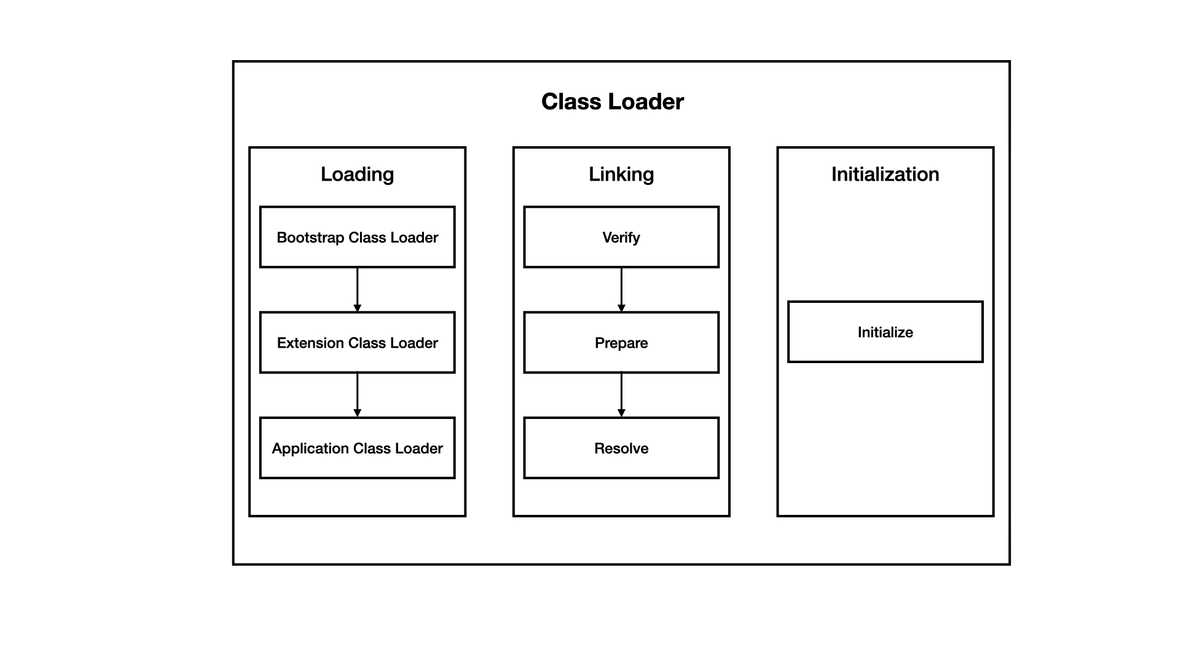 Class Loader
Loading
Bootstrap Class Loader
Extension Class Loader
Application Class Loader
Linking
Verify
Prepare
Resolve
Initialization
Initialize